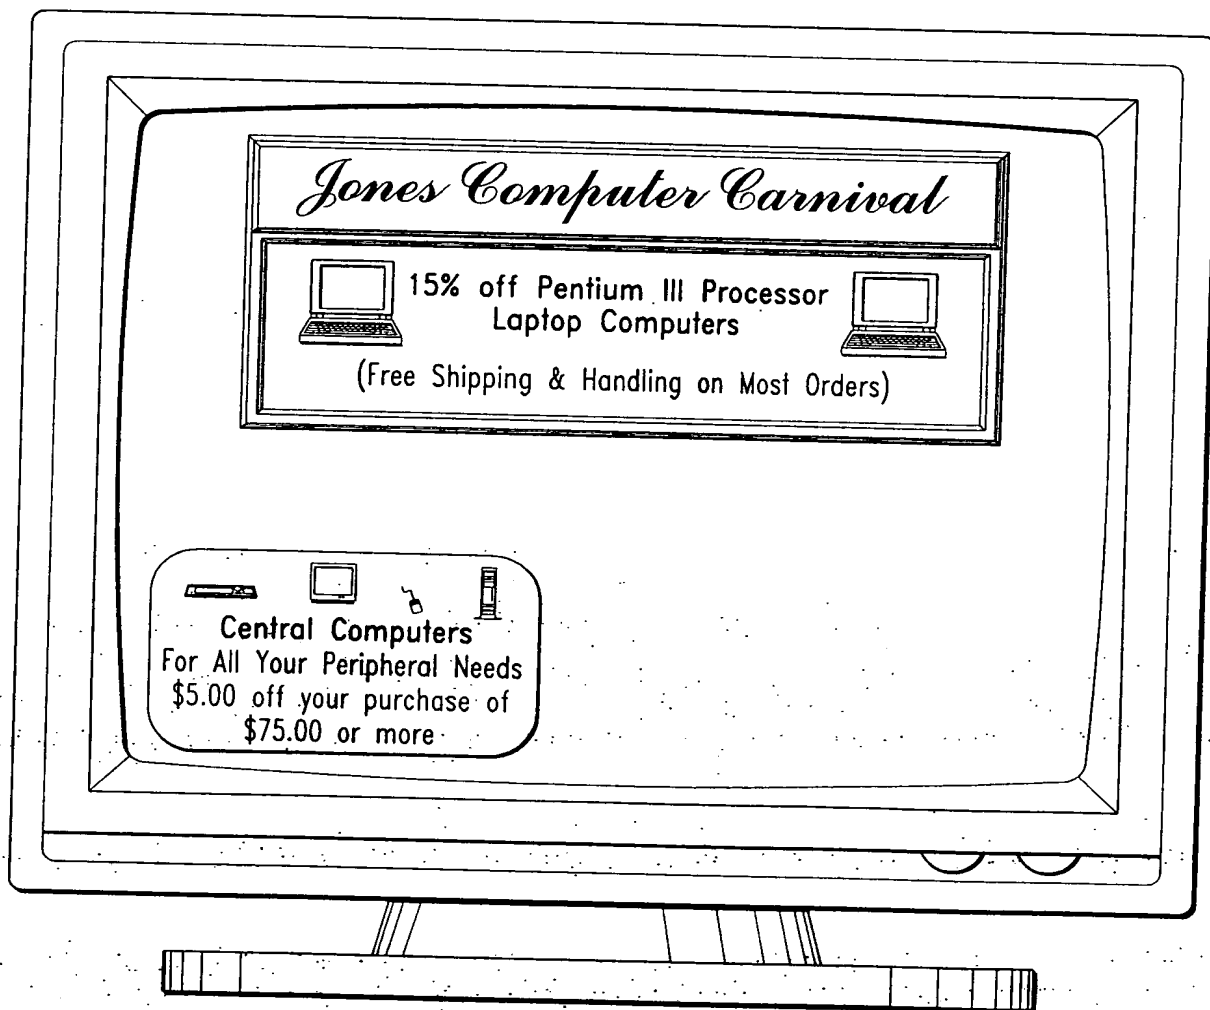 Jones Computer Carnival
15% off Pentium III Processor
Laptop Computers
(Free Shipping & Handling on Most Orders)
Central Computers
For All Your Peripheral Needs
$5.00 off your purchase of
$75.00 or more